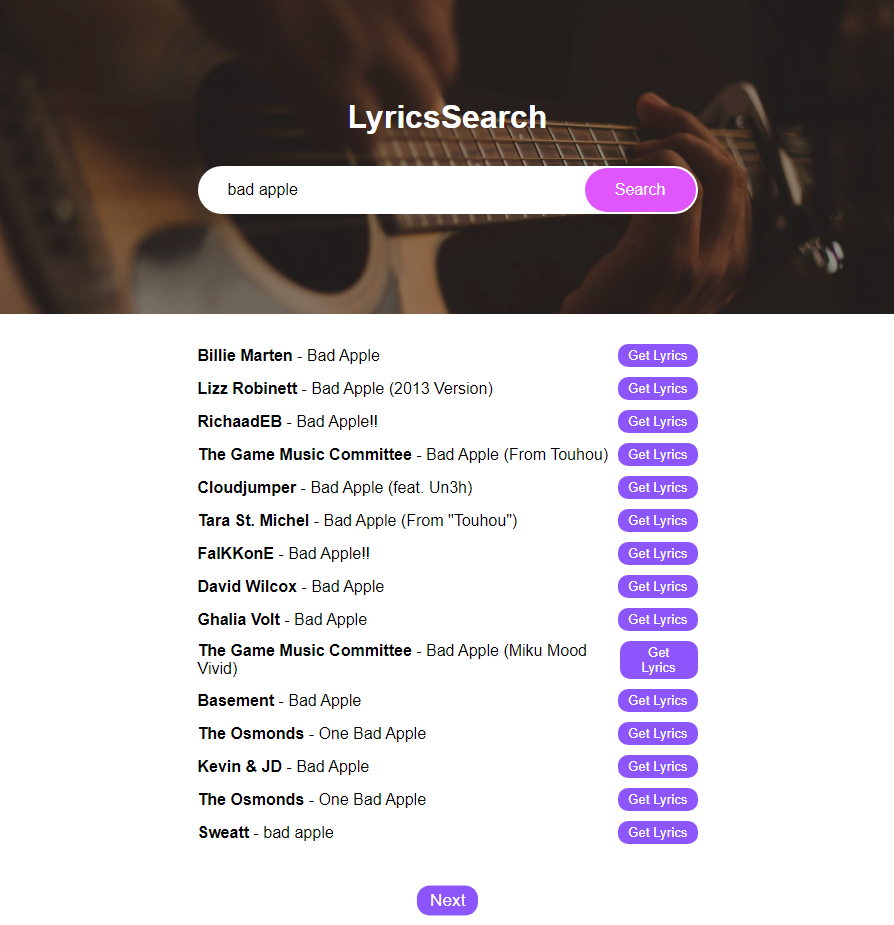 LyricsSearch
bad apple Search
Billie Marten - Bad Apple Get Lyrics
Lizz Robinett - Bad Apple (2013 Version) Get Lyrics
RichaadEB - Bad Apple!! Get Lyrics
The Game Music Committee - Bad Apple (From Touhou) Get Lyrics
Cloudjumper - Bad Apple (feat. Un3h) Get Lyrics
Tara St. Michel - Bad Apple (From "Touhou") Get Lyrics
FalKKonE - Bad Apple!! Get Lyrics
David Wilcox - Bad Apple Get Lyrics
Ghalia Volt - Bad Apple Get Lyrics
The Game Music Committee - Bad Apple (Miku Mood
Vivid)
Get
Lyrics
Basement - Bad Apple Get Lyrics
The Osmonds - One Bad Apple Get Lyrics
Kevin & JD - Bad Apple Get Lyrics
The Osmonds - One Bad Apple Get Lyrics
Sweatt - bad apple Get Lyrics
Next